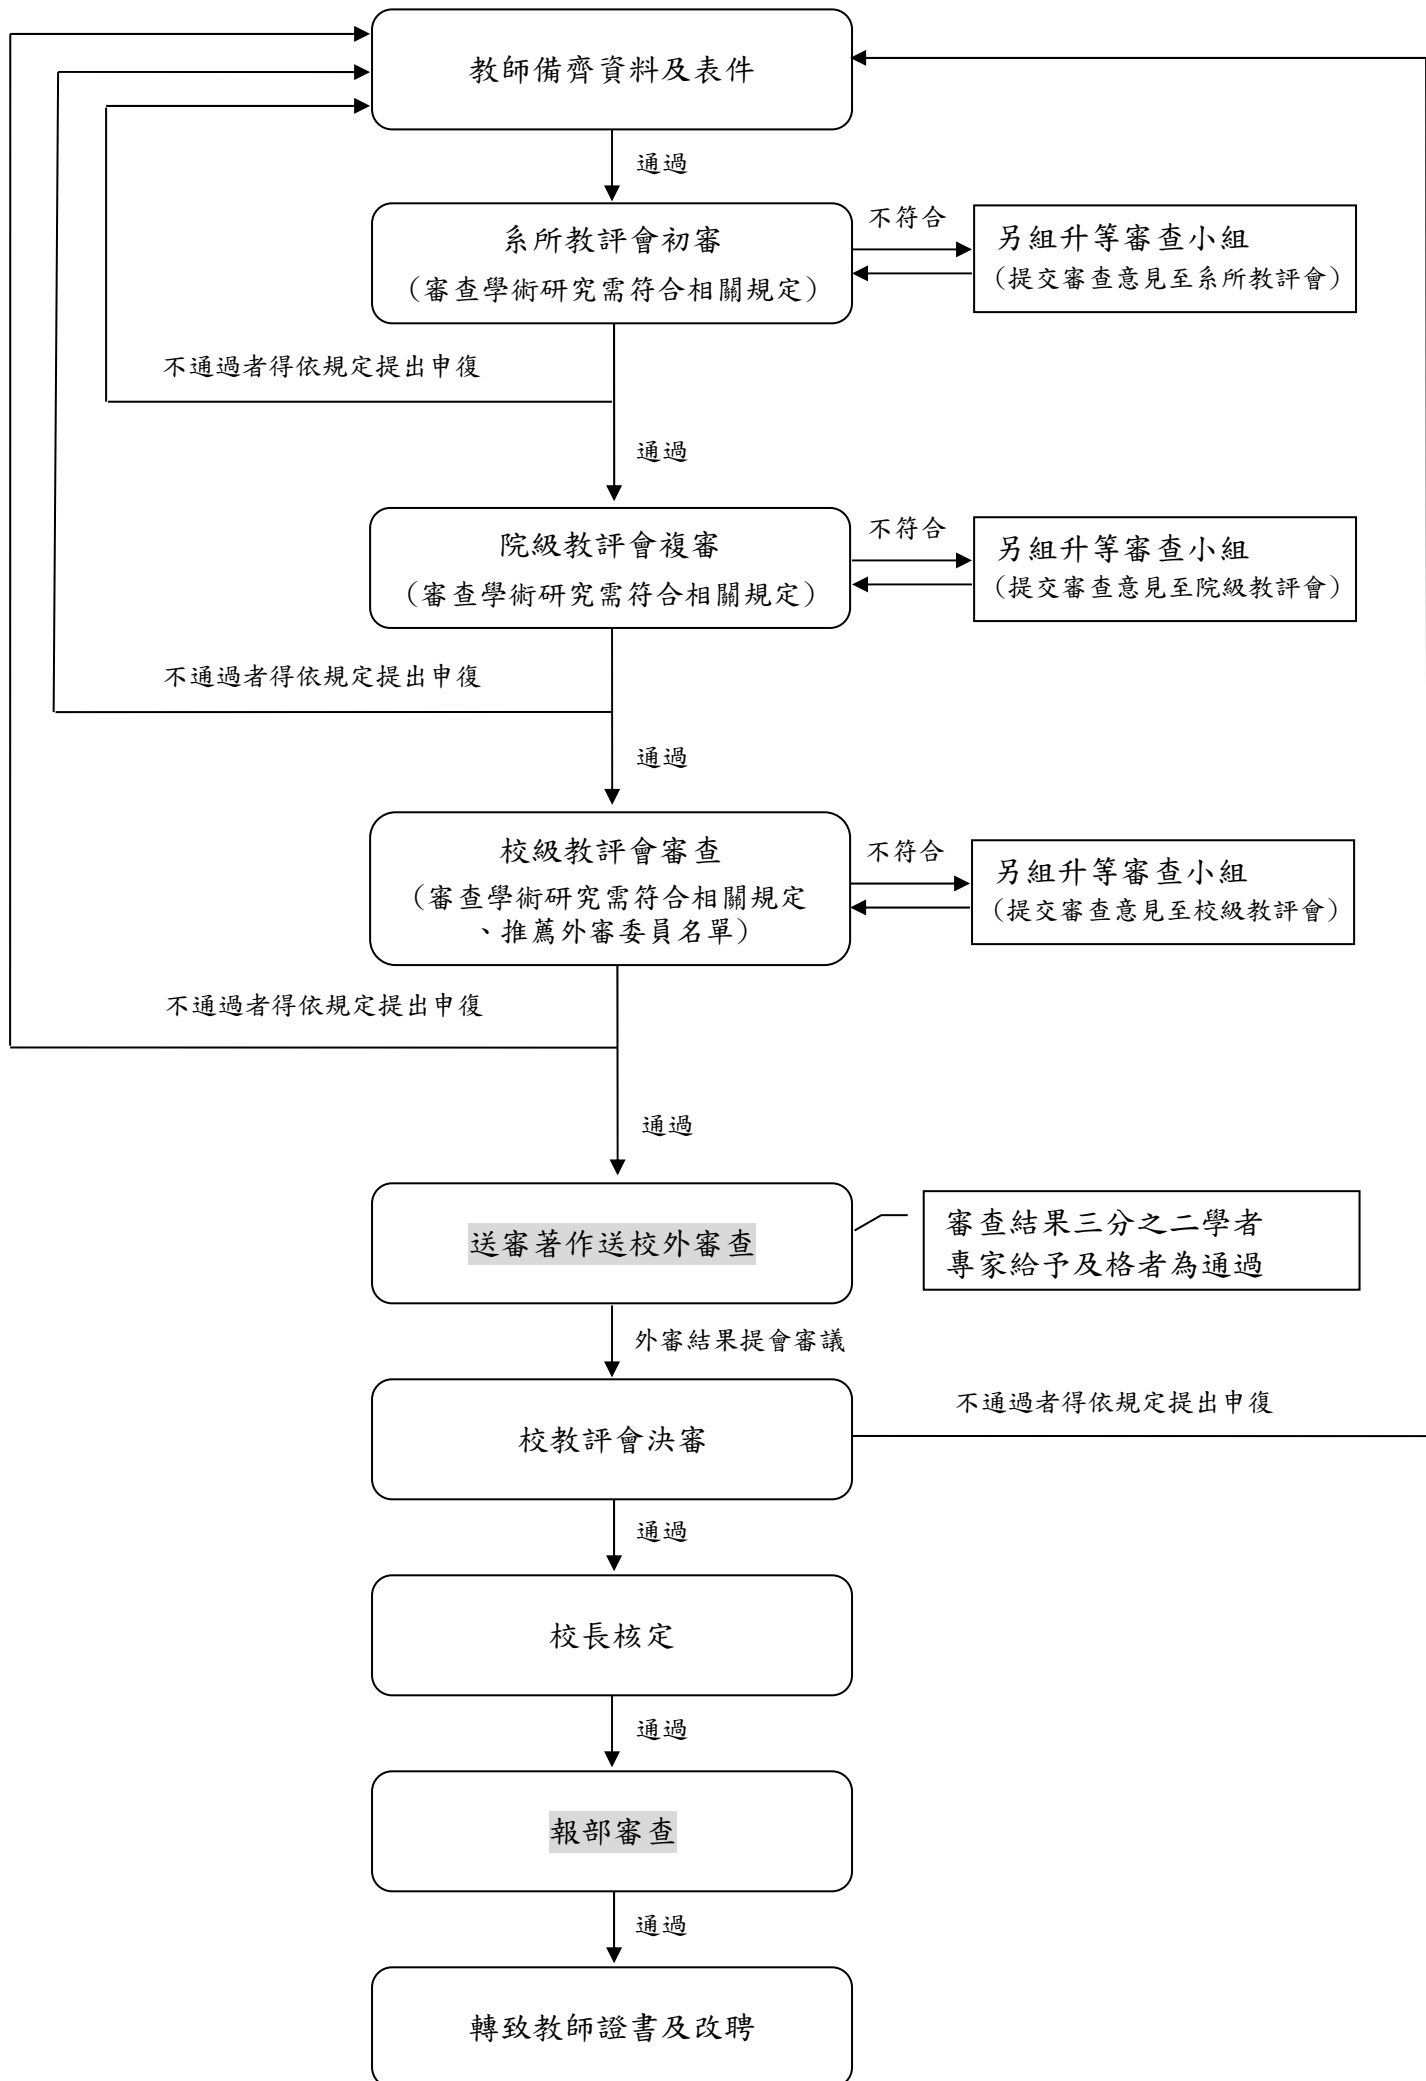 教師備齊資料及表件
通過
系所教評會初審
（審查學術研究需符合相關規定）
不符合
另組升等審查小組
（提交審查意見至系所教評會）
不通過者得依規定提出申復
通過
院級教評會複審
（審查學術研究需符合相關規定）
不符合
另組升等審查小組
（提交審查意見至院級教評會）
不通過者得依規定提出申復
通過
校級教評會審查
（審查學術研究需符合相關規定
、推薦外審委員名單）
不符合
另組升等審查小組
（提交審查意見至校級教評會）
不通過者得依規定提出申復
通過
送審著作送校外審查
審查結果三分之二學者
專家給予及格者為通過
外審結果提會審議
校教評會決審
不通過者得依規定提出申復
通過
校長核定
通過
報部審查
通過
轉致教師證書及改聘